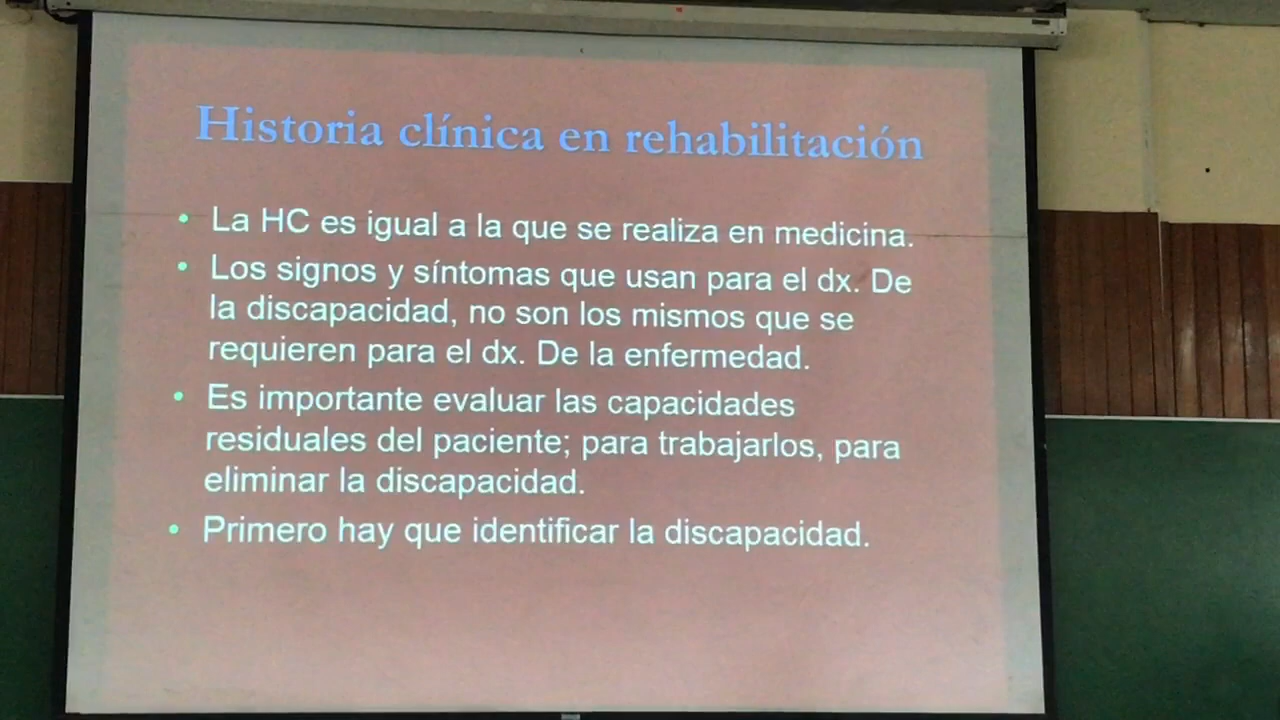 Historia clínica en rehabilitación
• La HC es igual a la que se realiza en medicina.
• Los signos y síntomas que usan para el dx. De
la discapacidad, no son los mismos que se
requieren para el dx. De la enfermedad.
• Es importante evaluar las capacidades
residuales del paciente; para trabajarlos, para
eliminar la discapacidad.
• Primero hay que identificar la discapacidad.